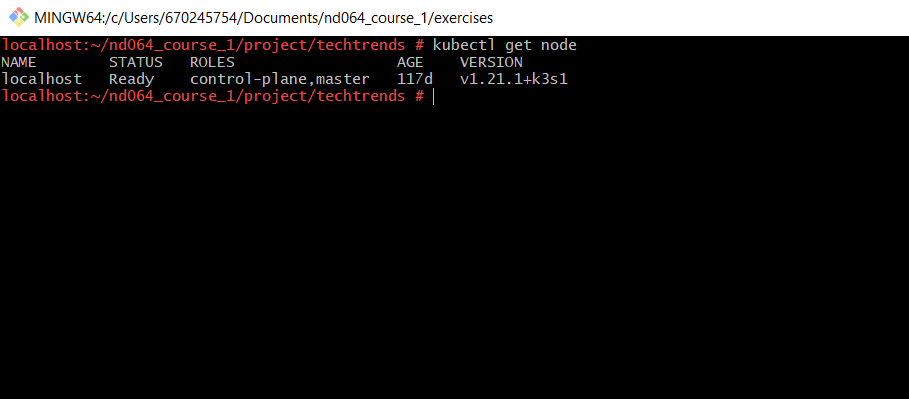 MINGW64:/c/Users/670245754/Documents/nd064_course_1/exercises
localhost:~/nd064_course_1/project/techtrends # kubectl get node
NAME        STATUS   ROLES                  AGE    VERSION
localhost   Ready    control-plane,master   117d   v1.21.1+k3s1
localhost:~/nd064_course_1/project/techtrends #